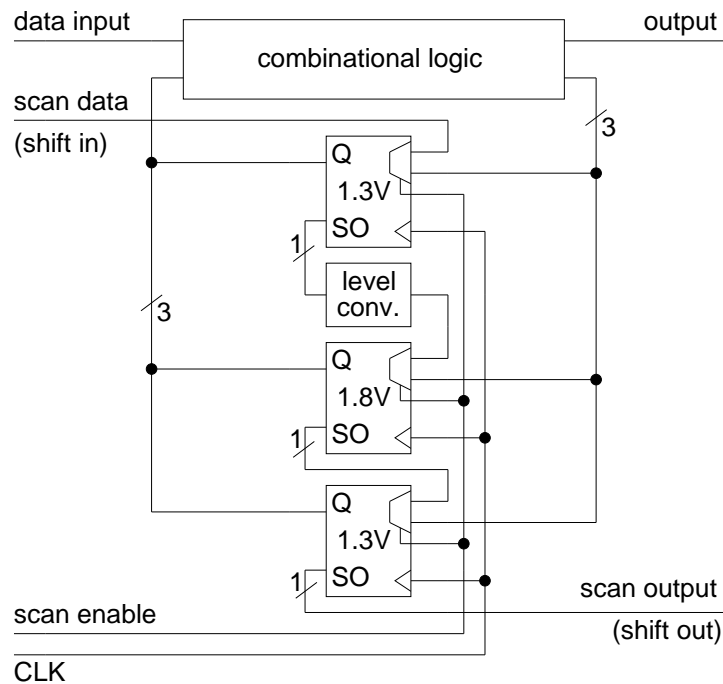 data input
output
combinational logic
scan data
(shift in)
3
Q
1.3V
SO
1
level
conv.
3
Q
1.8V
SO
1
Q
1.3V
SO
1
scan output
(shift out)
scan enable
CLK